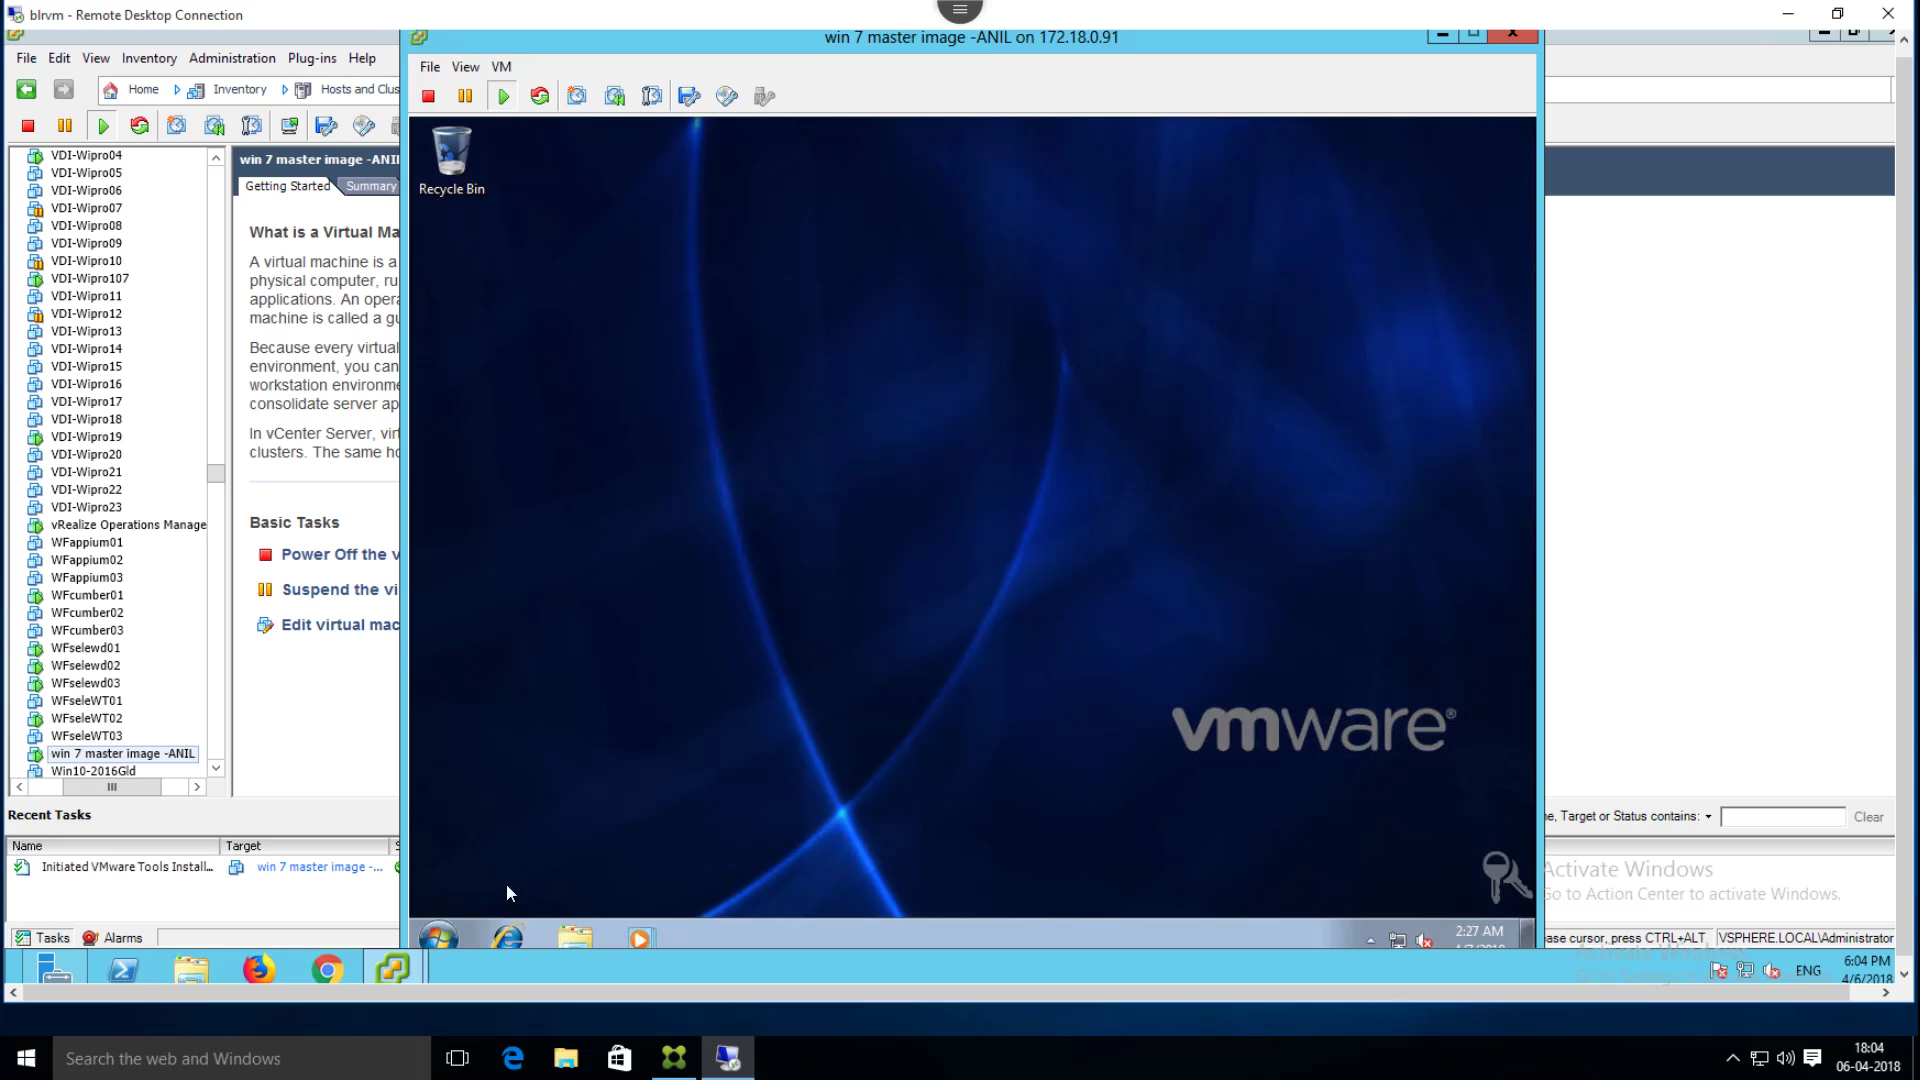 blrvm - Remote Desktop Connection
File Edit View Inventory Administration Plug-ins Help
Home Inventory Hosts and Clus
win 7 master image -ANIL on 172.18.0.91
File View VM
VDI-Wipro04
VDI-Wipro05
VDI-Wipro06
VDI-Wipro07
VDI-Wipro08
VDI-Wipro09
VDI-Wipro10
VDI-Wipro107
VDI-Wipro11
VDI-Wipro12
VDI-Wipro13
VDI-Wipro14
VDI-Wipro15
VDI-Wipro16
VDI-Wipro17
VDI-Wipro18
VDI-Wipro19
VDI-Wipro20
VDI-Wipro21
VDI-Wipro22
VDI-Wipro23
vRealize Operations Manage
WFappium01
WFappium02
WFappium03
WFcumber01
WFcumber02
WFcumber03
WFselewd01
WFselewd02
WFselewd03
WFseleWT01
WFseleWT02
WFseleWT03
win 7 master image -ANIL
Win10-2016Gld
win 7 master image -ANI
Getting Started Summary
What is a Virtual Ma
A virtual machine is a
physical computer, ru
applications. An opera
machine is called a gu
Because every virtual
environment, you can
workstation environme
consolidate server ap
In vCenter Server, virt
clusters. The same ho
Basic Tasks
Power Off the v
Suspend the vi
Edit virtual mac
Recycle Bin
vmware®
2:27 AM
Recent Tasks
Name Target S
Initiated VMware Tools Install... win 7 master image -...
Tasks Alarms
e, Target or Status contains: Clear
Activate Windows
Go to Action Center to activate Windows.
ase cursor, press CTRL+ALT VSPHERE.LOCAL\Administrator
ENG
6:04 PM
4/6/2018
Search the web and Windows
18:04
06-04-2018